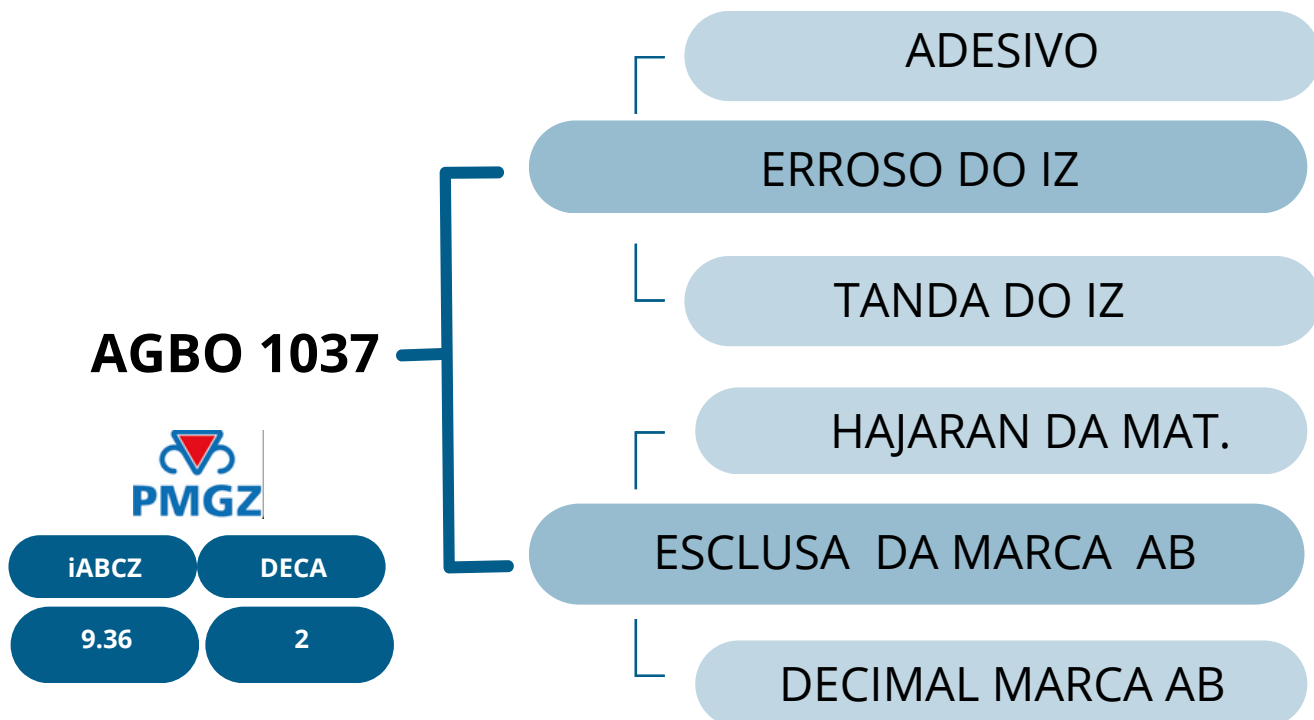 ADESIVO
ERROSO DO IZ
TANDA DO IZ
AGBO 1037
HAJARAN DA MAT.
PMGZ
ESCLUSA DA MARCA AB
iABCZ DECA
9.36 2
DECIMAL MARCA AB